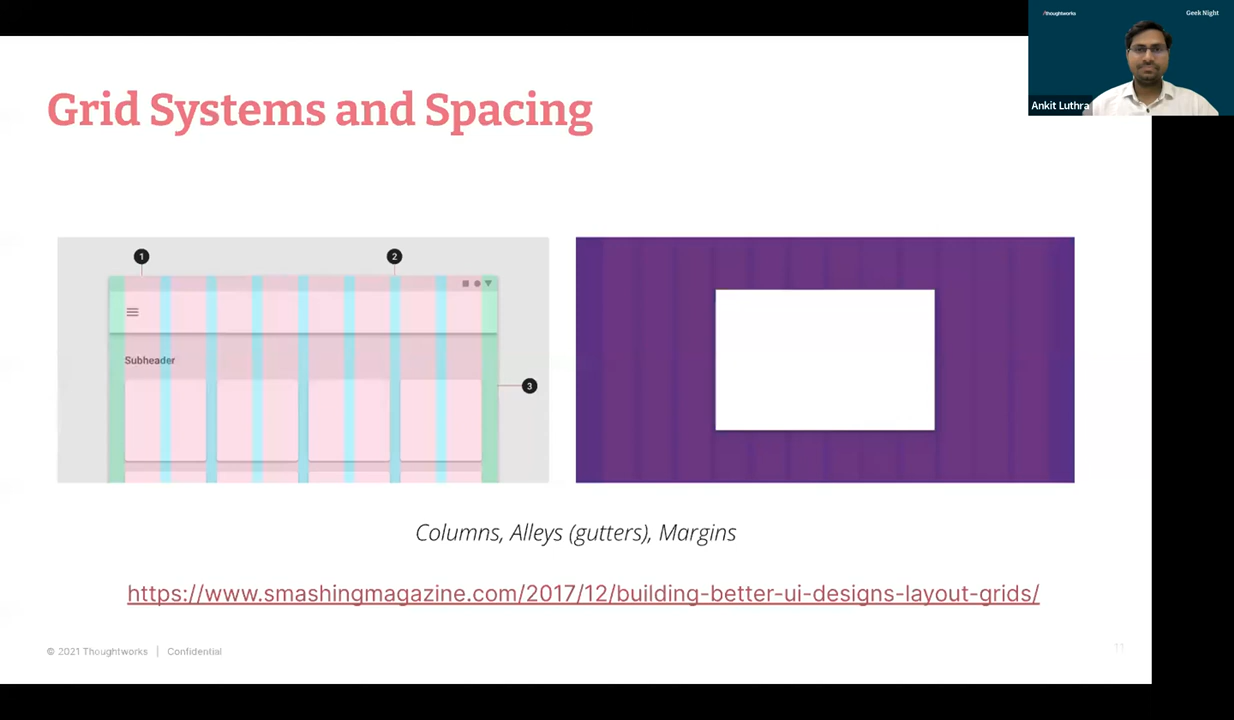 /thoughtworks
Geek Night
Ankit Luthra
Grid Systems and Spacing
1
2
Subheader
3
Columns, Alleys (gutters), Margins
https://www.smashingmagazine.com/2017/12/building-better-ui-designs-layout-grids/
© 2021 Thoughtworks | Confidential
11